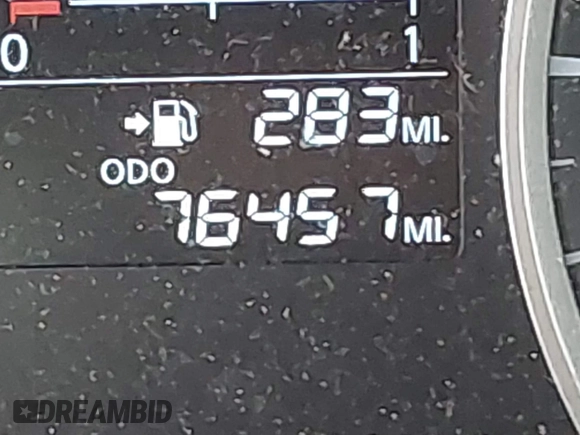 0 1
283 MI.
ODO
76457 MI.
DREAMBID